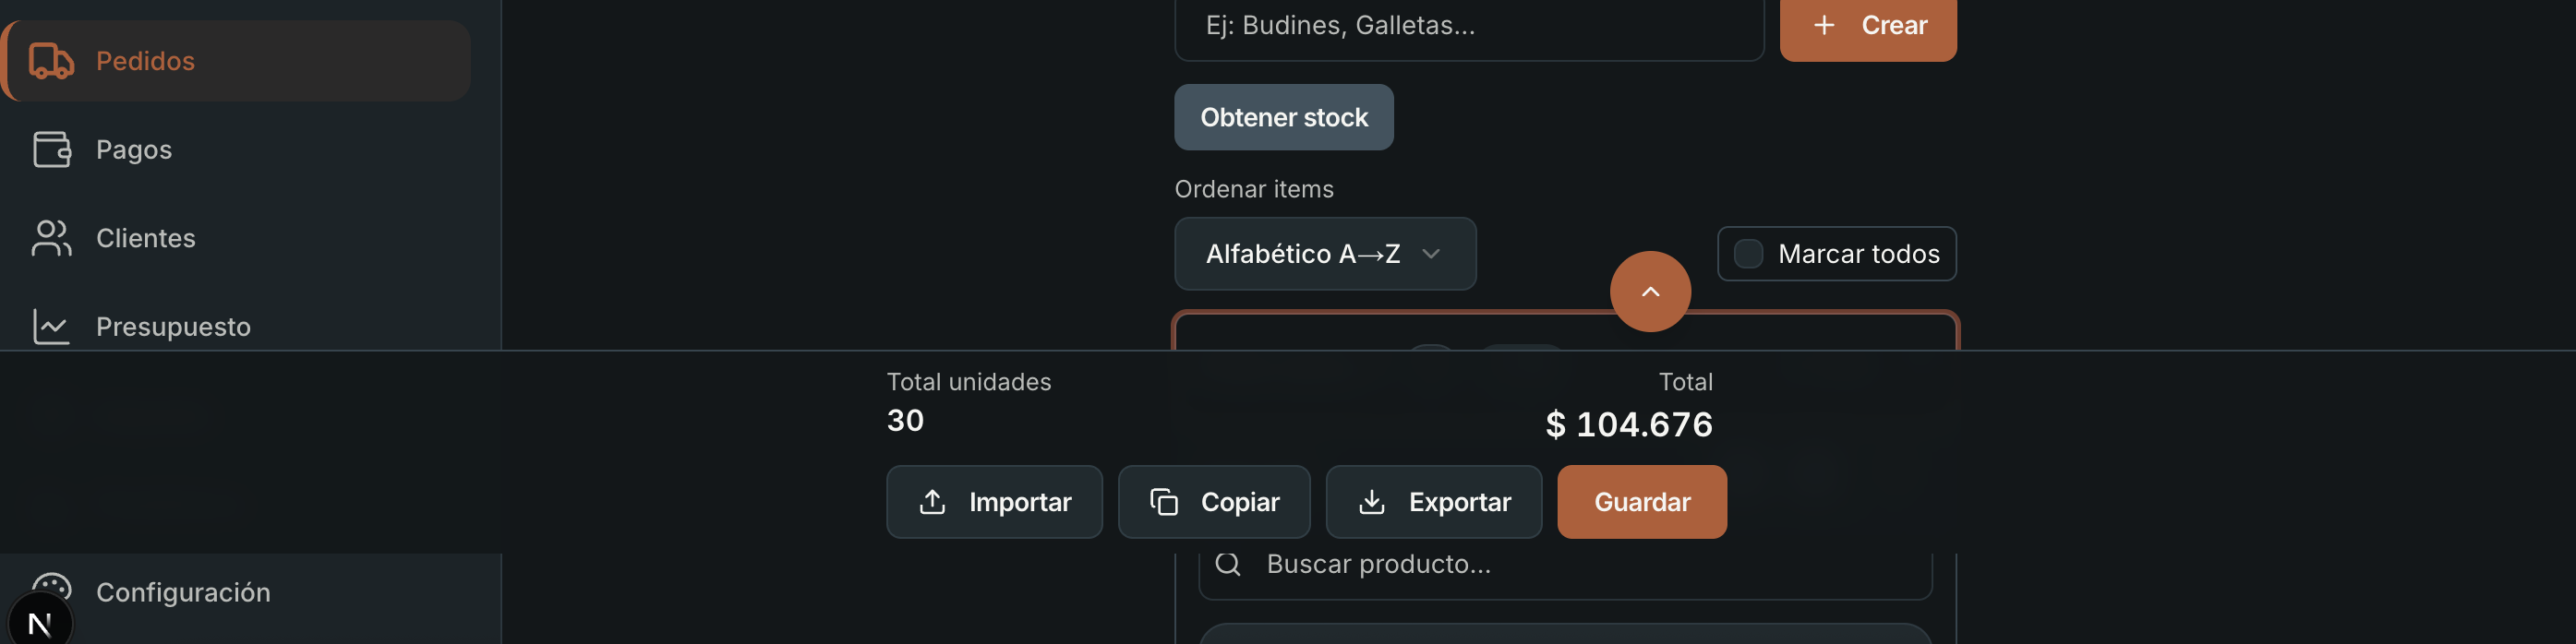 Pedidos
Pagos
Clientes
Presupuesto
Configuración
N
Ej: Budines, Galletas...
+ Crear
Obtener stock
Ordenar items
Alfabético A→Z
Marcar todos
Total unidades
30
Total
$ 104.676
Importar
Copiar
Exportar
Guardar
Buscar producto...